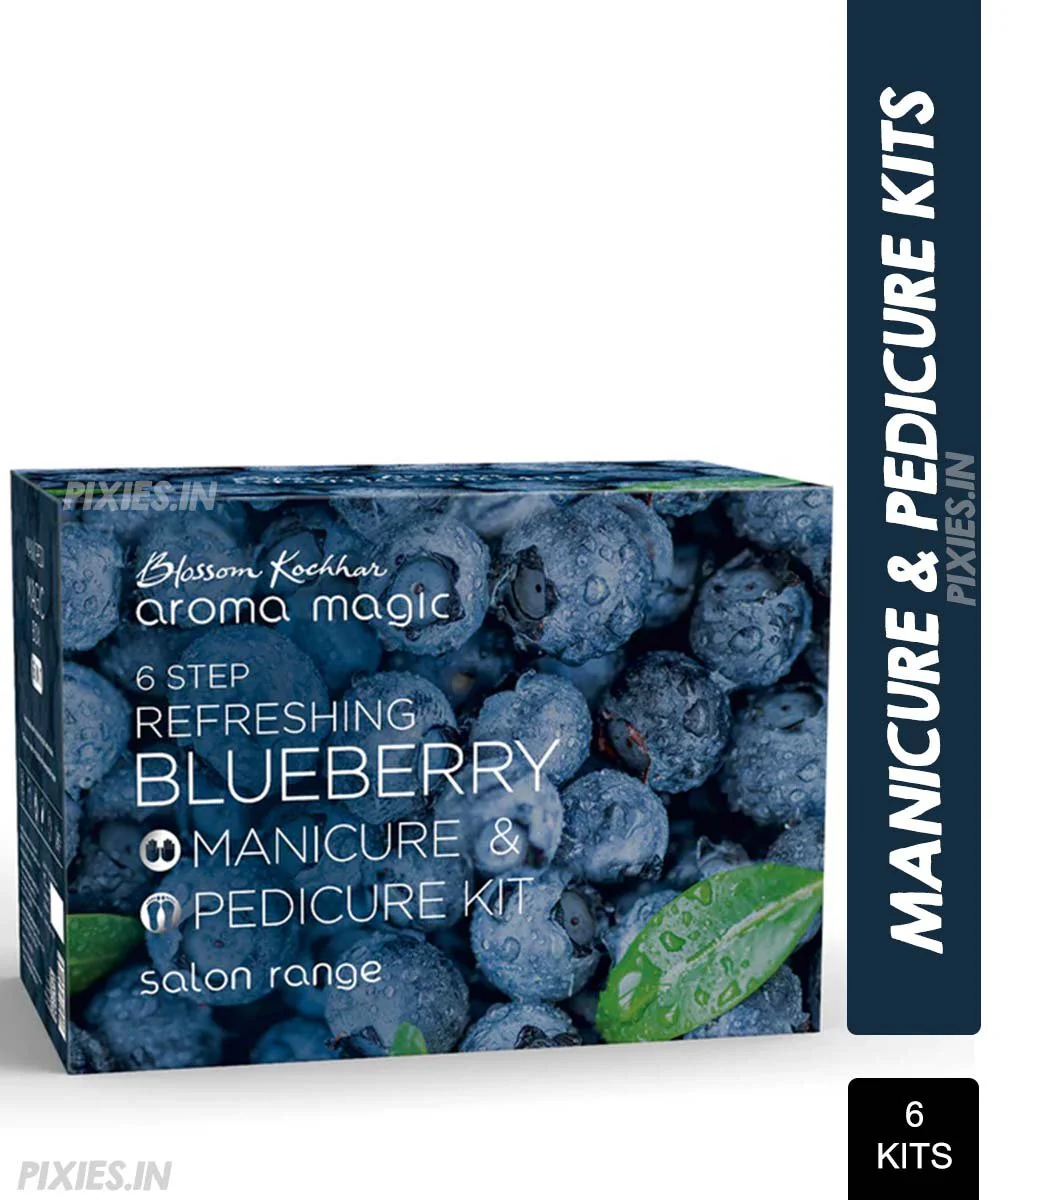 MANICURE & PEDICURE KITS
PIXIES.IN
PIXIES.IN
Blossom Kochhar
aroma magic
6 STEP
REFRESHING
BLUEBERRY
MANICURE &
PEDICURE KIT
salon range
6
KITS
PIXIES.IN